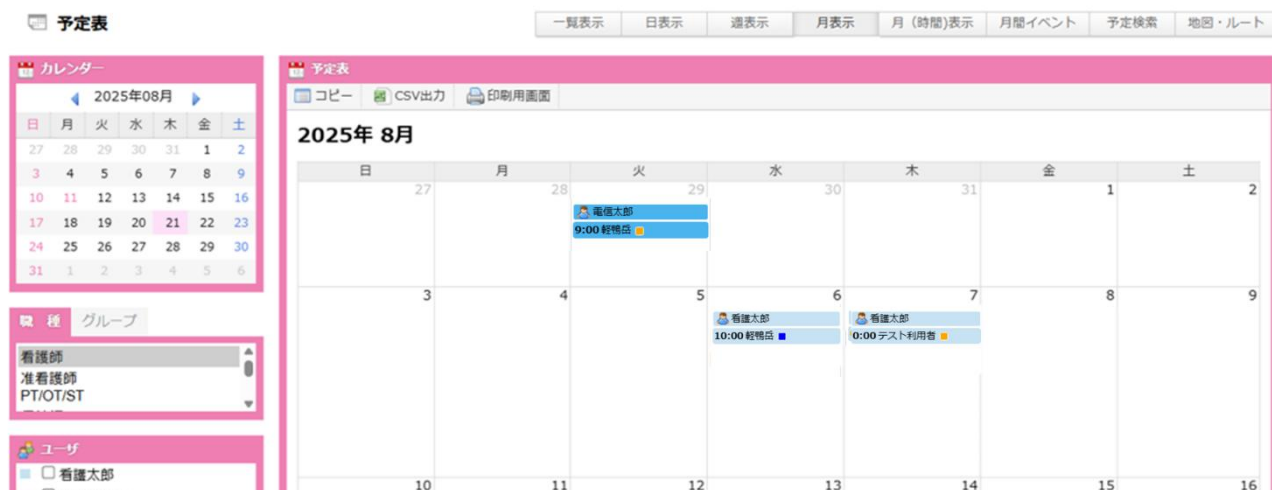 予定表
一覧表示 日表示 週表示 月表示 月（時間)表示 月間イベント 予定検索 地図・ルート
カレンダー
2025年08月
日 月 火 水 木 金 土
27 28 29 30 31 1 2
3 4 5 6 7 8 9
10 11 12 13 14 15 16
17 18 19 20 21 22 23
24 25 26 27 28 29 30
31 1 2 3 4 5 6
職 種 グループ
看護師
准看護師
PT/OT/ST
ユーザ
看護太郎
予定表
コピー CSV出力 印刷用画面
2025年 8月
日 月 火 水 木 金 土
27 28 29 30 31 1 2
電信太郎
9:00 軽鴨岳
3 4 5 6 7 8 9
看護太郎 看護太郎
10:00 軽鴨岳 0:00 テスト利用者
10 11 12 13 14 15 16